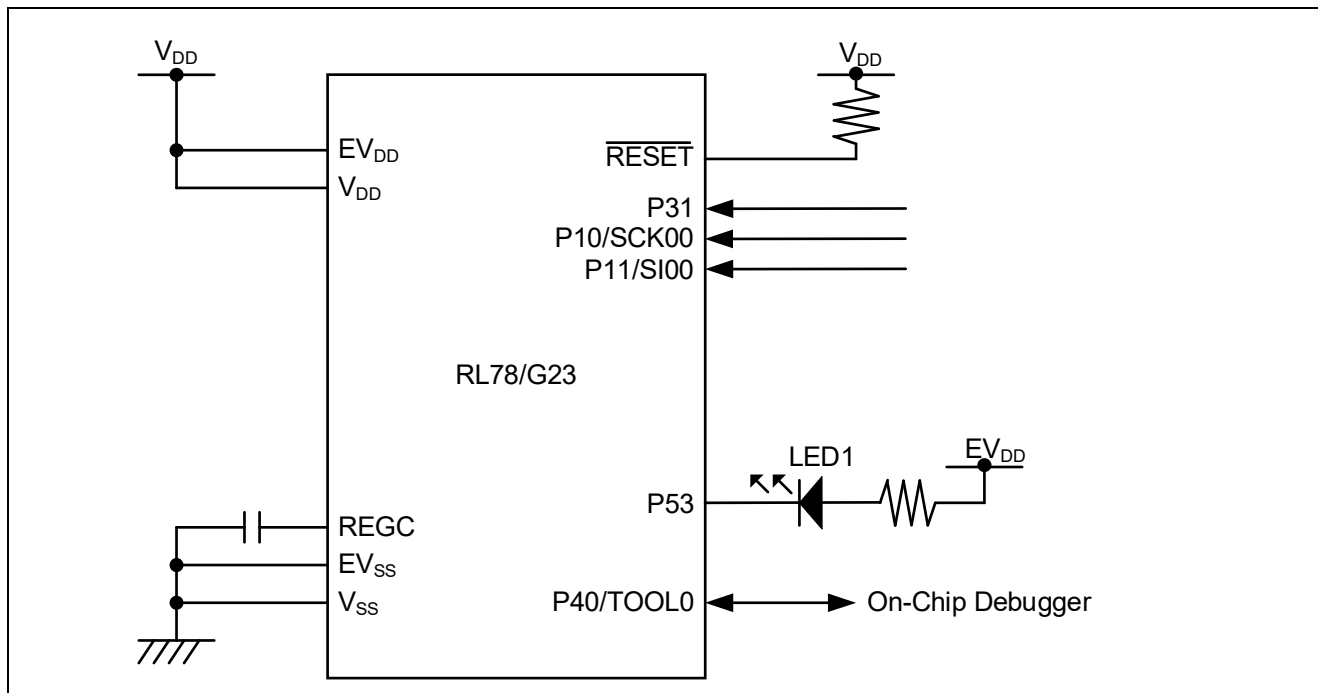 VDD
VDD
EVDD
RESET
VDD
P31
P10/SCK00
P11/SI00
RL78/G23
LED1
EVDD
P53
REGC
EVSS
VSS
P40/TOOL0
On-Chip Debugger